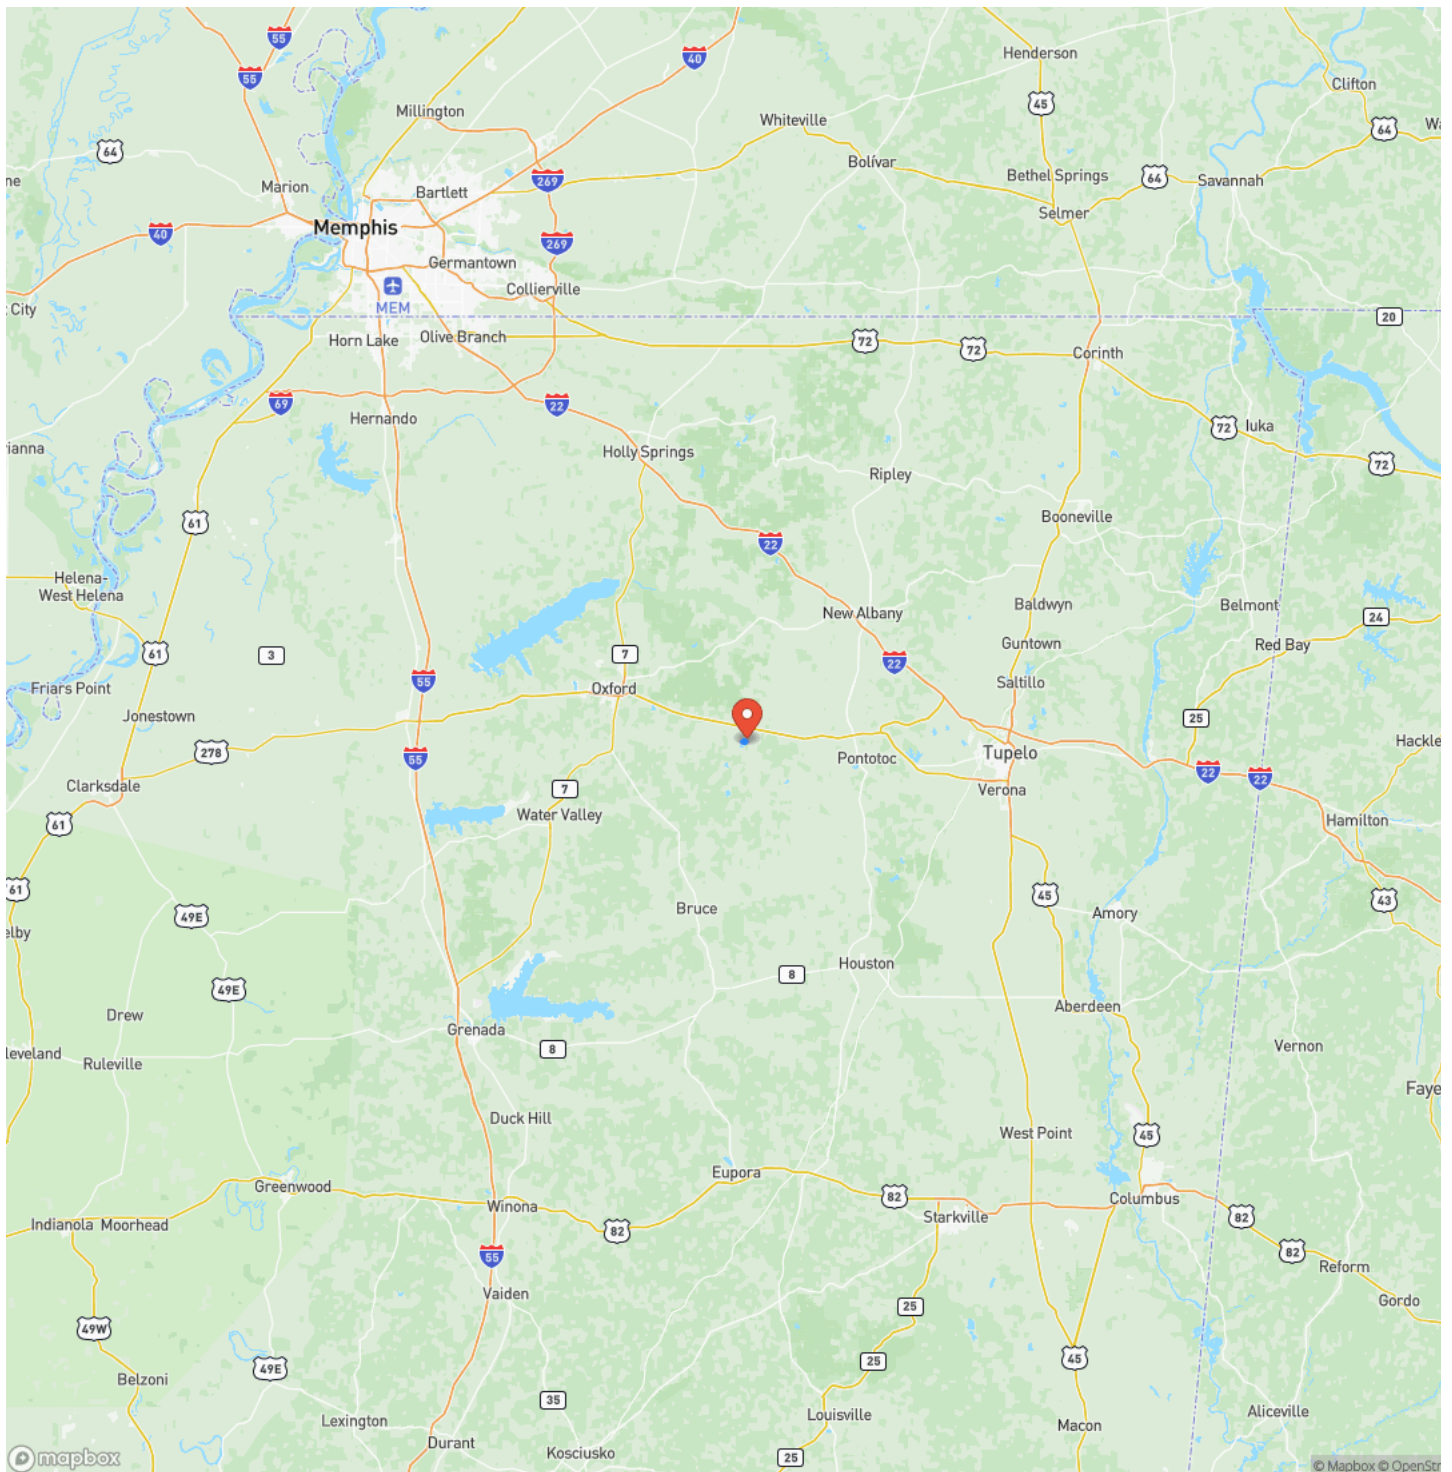 55
55
40
Henderson
Clifton
45
Millington
Whiteville
64
Wa
64
Bolívar
ne
Marion
Bartlett
269
Bethel Springs
64
Savannah
Selmer
40
Memphis
269
Germantown
MEM
Collierville
City
20
Horn Lake
Olive Branch
72
72
Corinth
69
22
Hernando
72
Iuka
ianna
Holly Springs
72
Ripley
61
Booneville
22
Helena-
West Helena
New Albany
Baldwyn
Belmont
24
61
3
7
Guntown
Red Bay
22
55
Oxford
Saltillo
Friars Point
Jonestown
25
278
55
Pontotoc
Tupelo
Hackle
22
22
Clarksdale
7
Verona
61
Water Valley
Hamilton
61
45
43
49E
Bruce
Amory
elby
8
Houston
49E
Aberdeen
Drew
Grenada
leveland
Ruleville
8
Vernon
Faye
Duck Hill
West Point
45
Eupora
Greenwood
82
Columbus
Winona
Starkville
82
Indianola
Moorhead
82
55
82
Reform
Vaiden
25
Gordo
49W
49E
25
45
Belzoni
35
Lexington
Louisville
Aliceville
Macon
Durant
Kosciusko
25
mapbox
© Mapbox © OpenStr